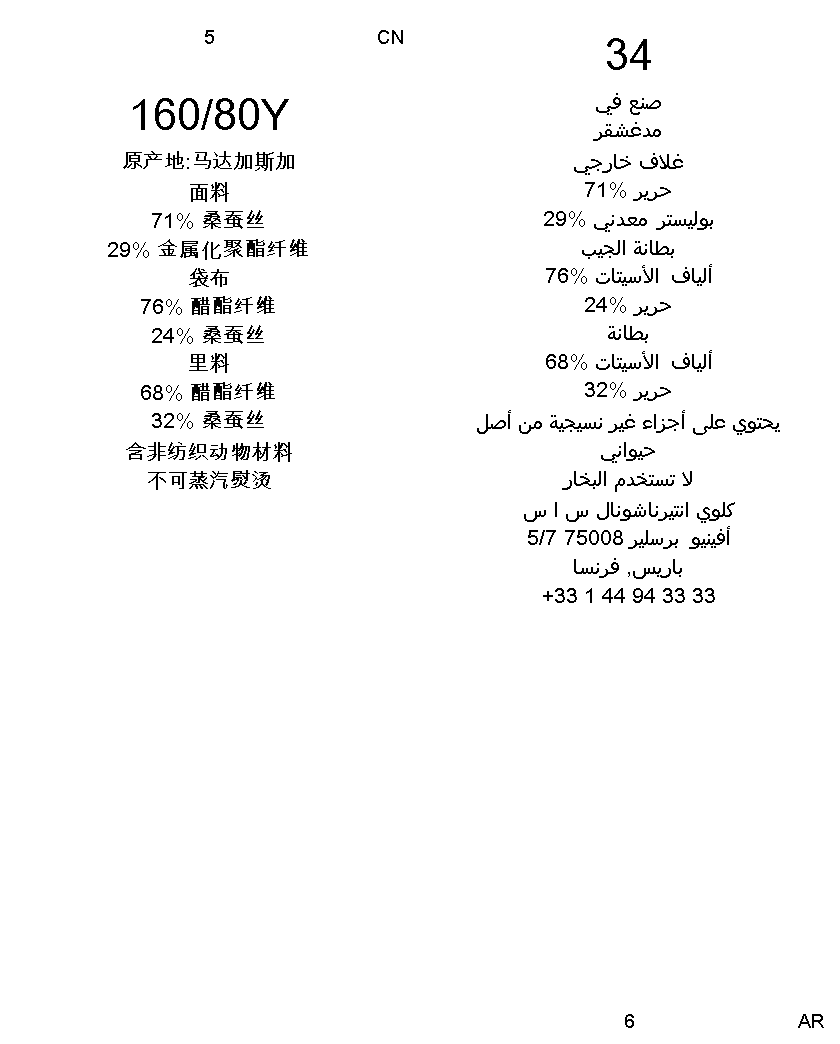 5
CN
160/80Y
原产地:马达加斯加
面料
71% 桑蚕丝
29% 金属化聚酯纤维
袋布
76% 醋酯纤维
24% 桑蚕丝
里料
68% 醋酯纤维
32% 桑蚕丝
含非纺织动物材料
不可蒸汽熨烫
34
صنع في
مدغشقر
غلاف خارجي
حرير %71
بوليستر معدني %29
بطانة الجيب
ألياف الأسيتات %76
حرير %24
بطانة
ألياف الأسيتات %68
حرير %32
يحتوي على أجزاء غير نسيجية من أصل
حيواني
لا تستخدم البخار
كلوي انتيرناشونال س ا س
أفينيو برسلير 75008 5/7
باريس, فرنسا
+33 1 44 94 33 33
6
AR